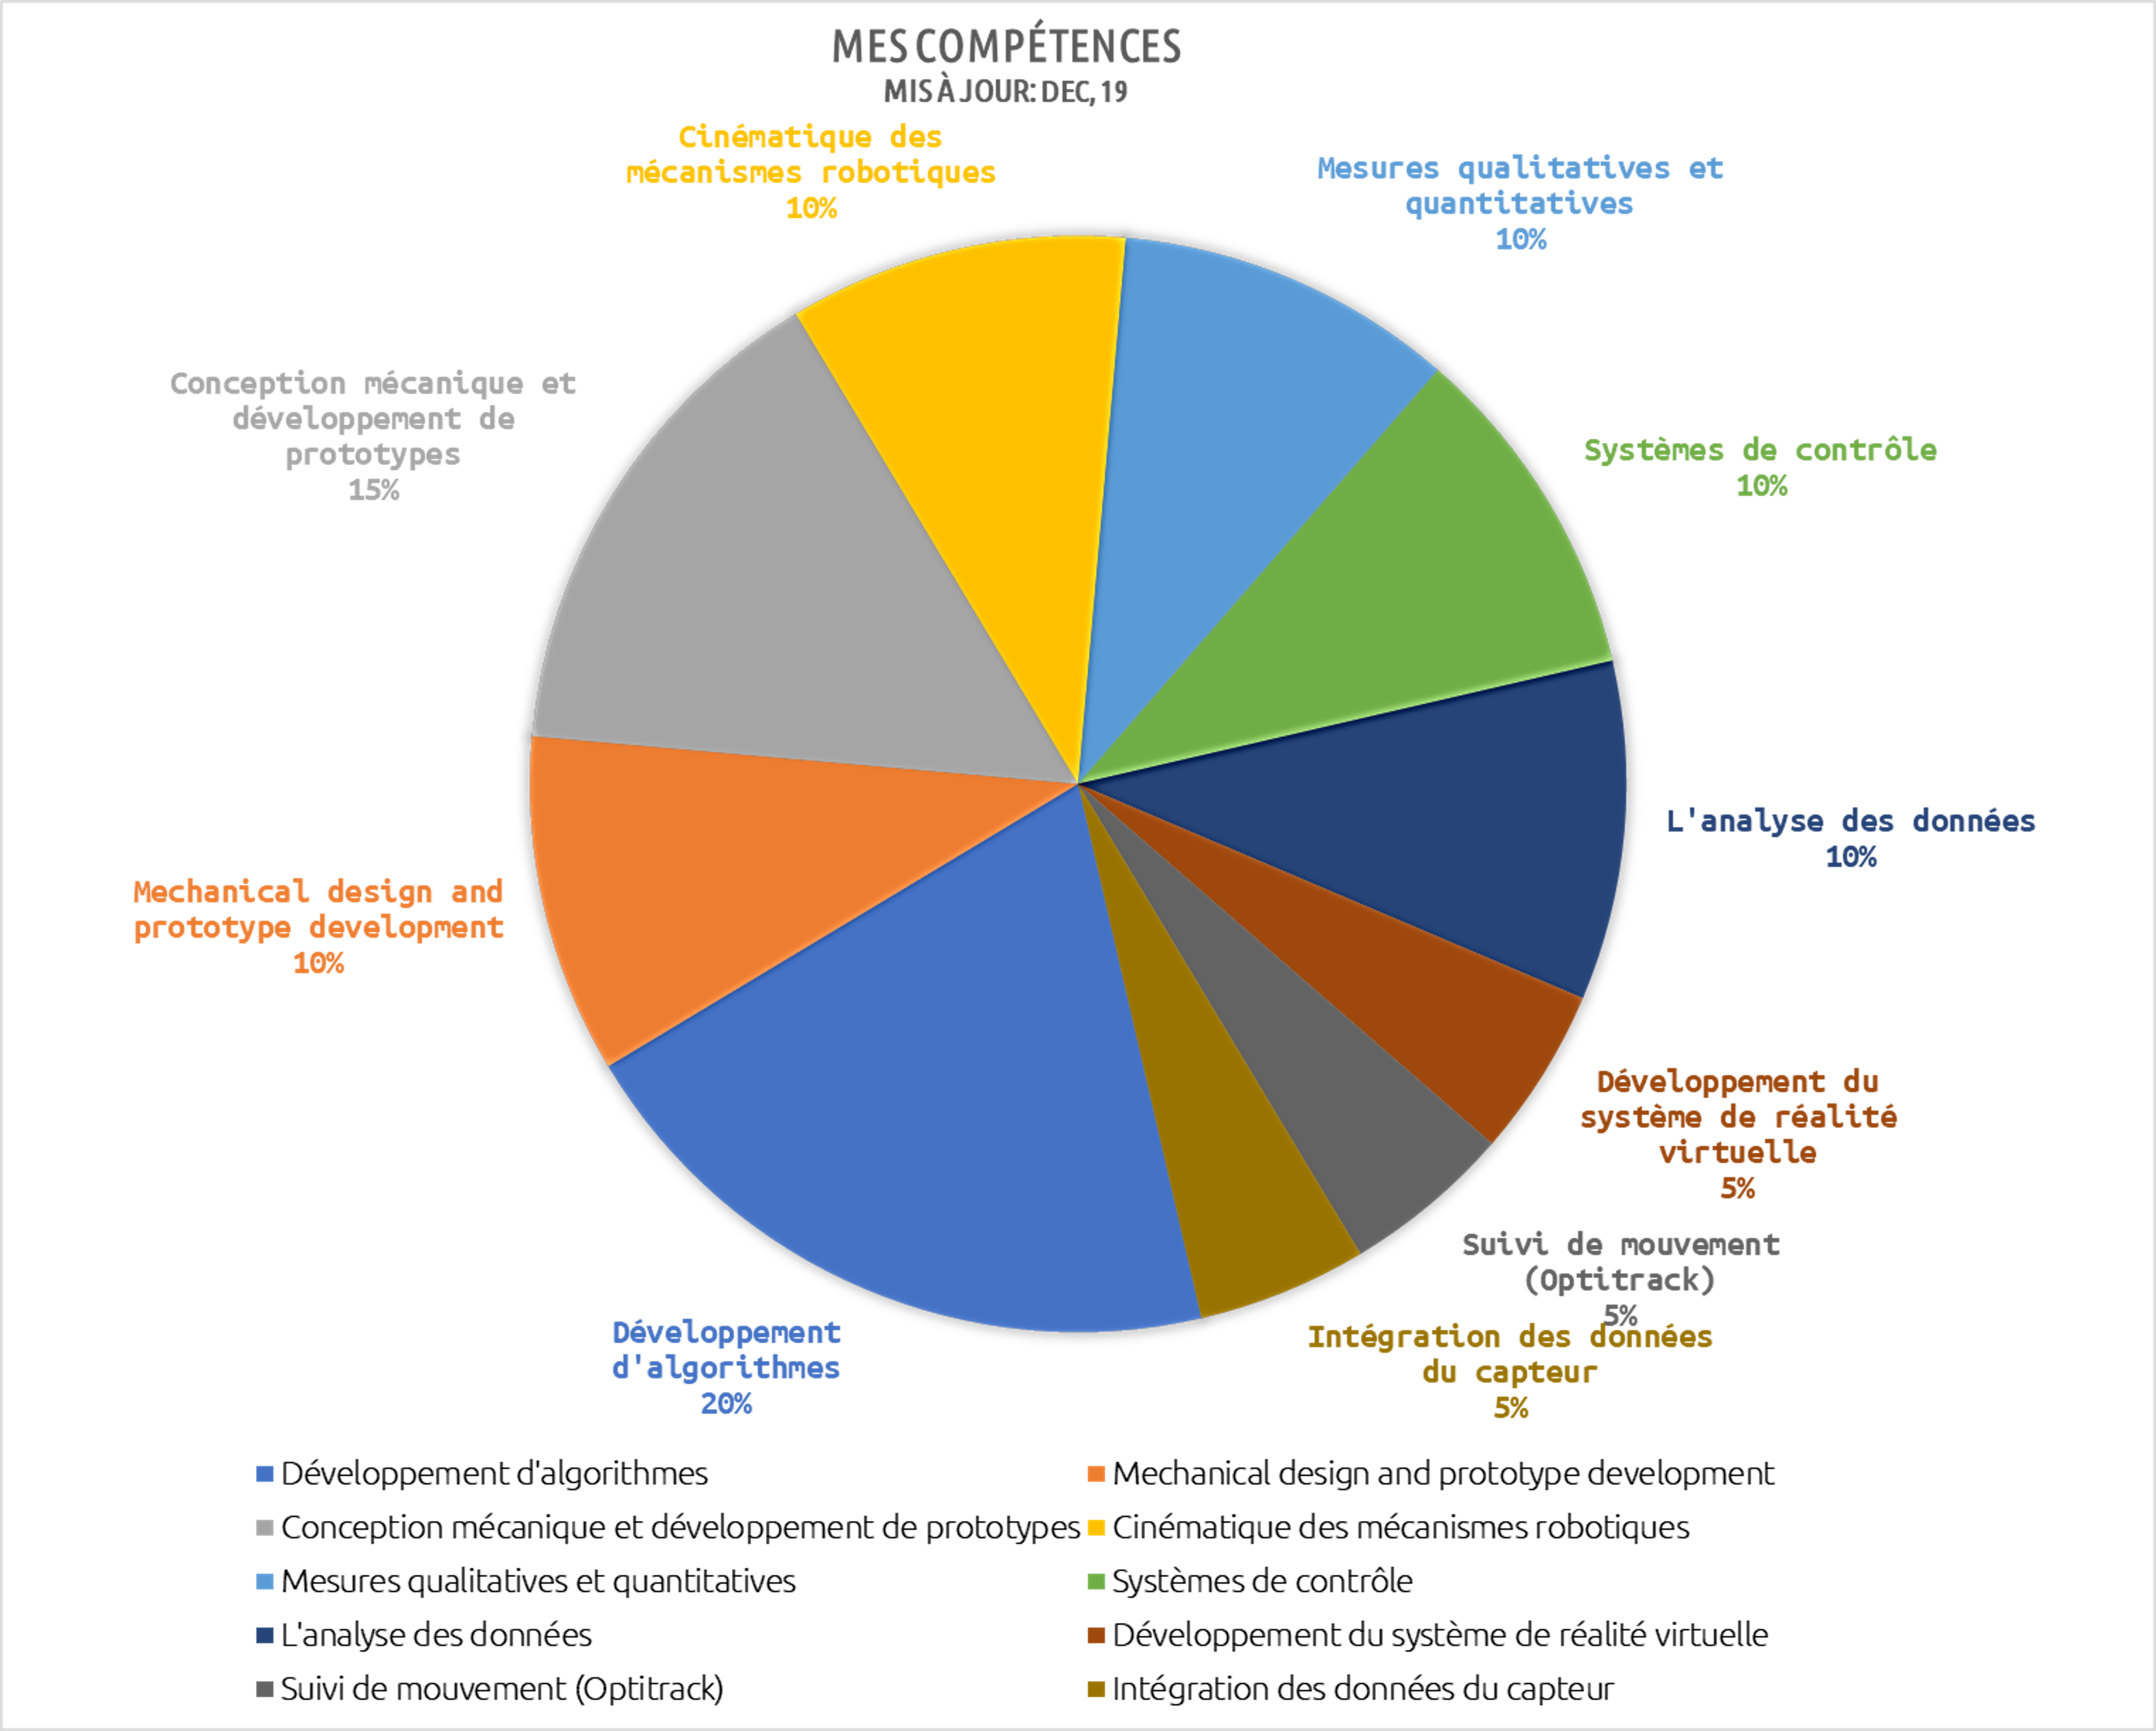 MES COMPÉTENCES
MIS À JOUR: DEC, 19
Cinématique des
mécanismes robotiques
10%
Mesures qualitatives et
quantitatives
10%
Conception mécanique et
développement de
prototypes
15%
Systèmes de contrôle
10%
L'analyse des données
10%
Mechanical design and
prototype development
10%
Développement du
système de réalité
virtuelle
5%
Suivi de mouvement
(Optitrack)
5%
Intégration des données
du capteur
5%
Développement
d'algorithmes
20%
Développement d'algorithmes
Mechanical design and prototype development
Conception mécanique et développement de prototypes
Cinématique des mécanismes robotiques
Mesures qualitatives et quantitatives
Systèmes de contrôle
L'analyse des données
Développement du système de réalité virtuelle
Suivi de mouvement (Optitrack)
Intégration des données du capteur